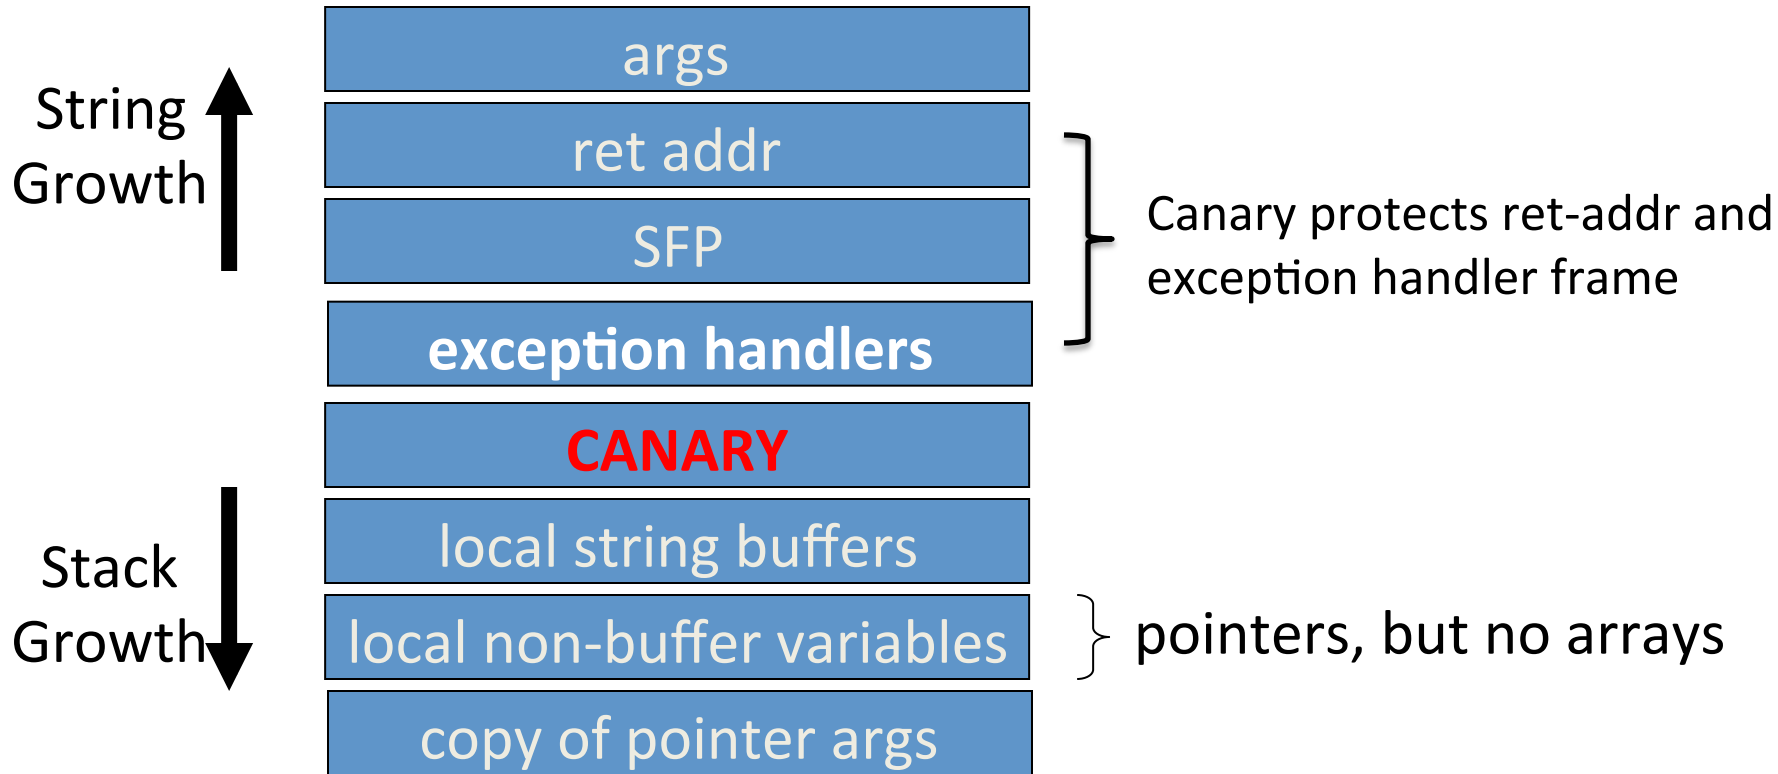 args
String
Growth
ret addr
SFP
Canary protects ret-addr and
exception handler frame
exception handlers
CANARY
local string buffers
Stack
Growth
local non-buffer variables
pointers, but no arrays
copy of pointer args